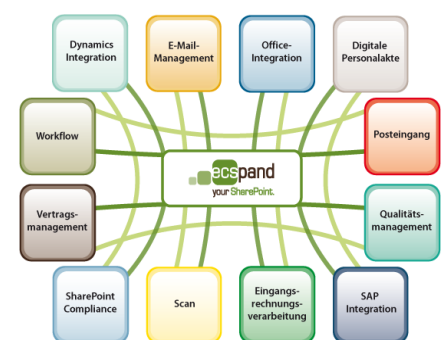 Dynamics
Integration
E-Mail-
Management
Office-
Integration
Digitale
Personalakte
Workflow
Posteingang
ecspand
your SharePoint.
Vertrags-
management
Qualitäts-
management
SharePoint
Compliance
Scan
Eingangs-
rechnungs-
verarbeitung
SAP
Integration